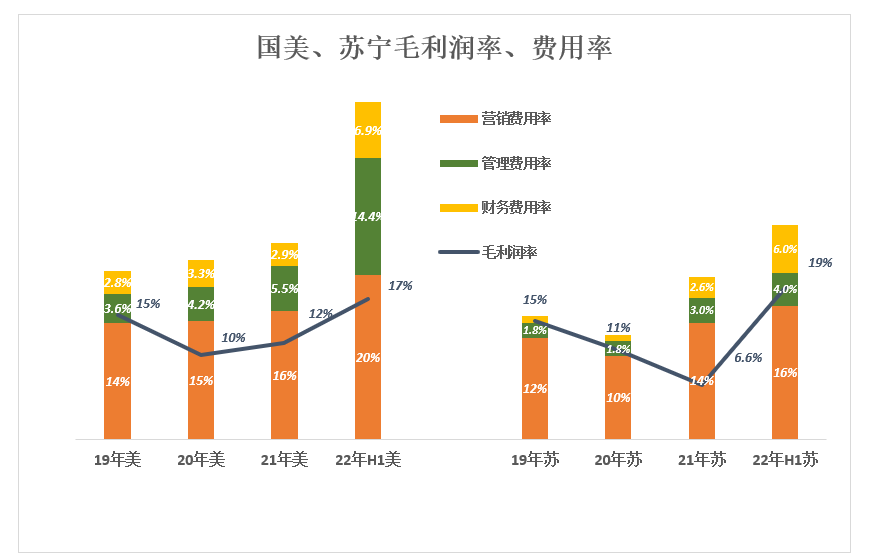 国美、苏宁毛利润率、费用率
营销费用率
管理费用率
财务费用率
毛利润率
6.9%
14.4%
20%
17%
2.8%
3.6%
14%
15%
3.3%
4.2%
15%
10%
2.9%
5.5%
16%
12%
15%
1.8%
12%
11%
1.8%
10%
2.6%
3.0%
14%
6.6%
6.0%
4.0%
16%
19%
19年美
20年美
21年美
22年H1美
19年苏
20年苏
21年苏
22年H1苏